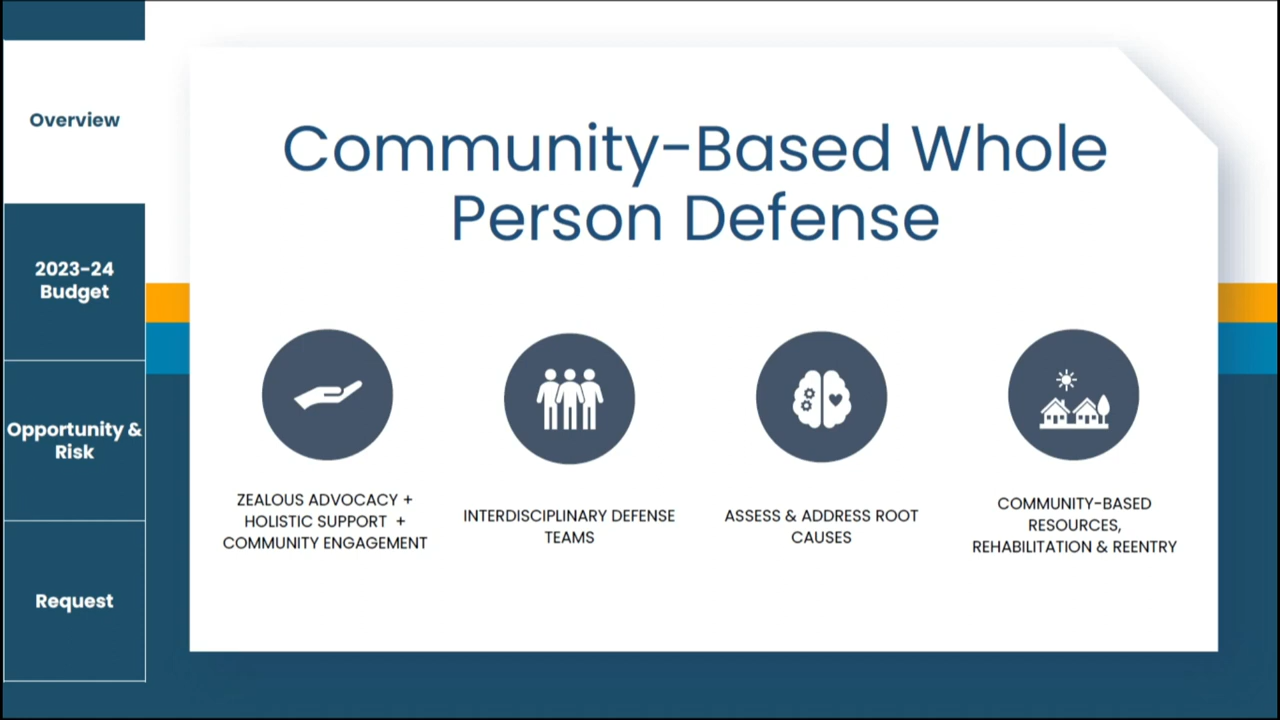 Overview
2023-24
Budget
Opportunity &
Risk
Request
Community-Based Whole
Person Defense
ZEALOUS ADVOCACY +
HOLISTIC SUPPORT +
COMMUNITY ENGAGEMENT
INTERDISCIPLINARY DEFENSE
TEAMS
ASSESS & ADDRESS ROOT
CAUSES
COMMUNITY-BASED
RESOURCES,
REHABILITATION & REENTRY